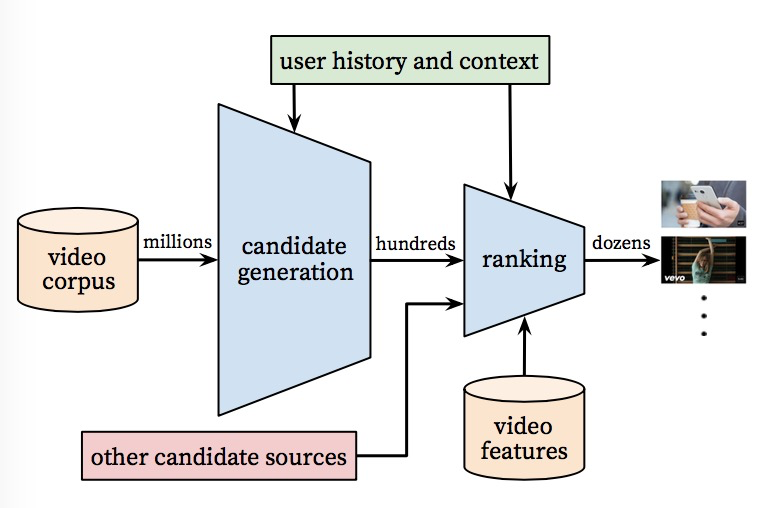 user history and context
video
corpus
millions
candidate
generation
hundreds
ranking
dozens
vevo
other candidate sources
video
features